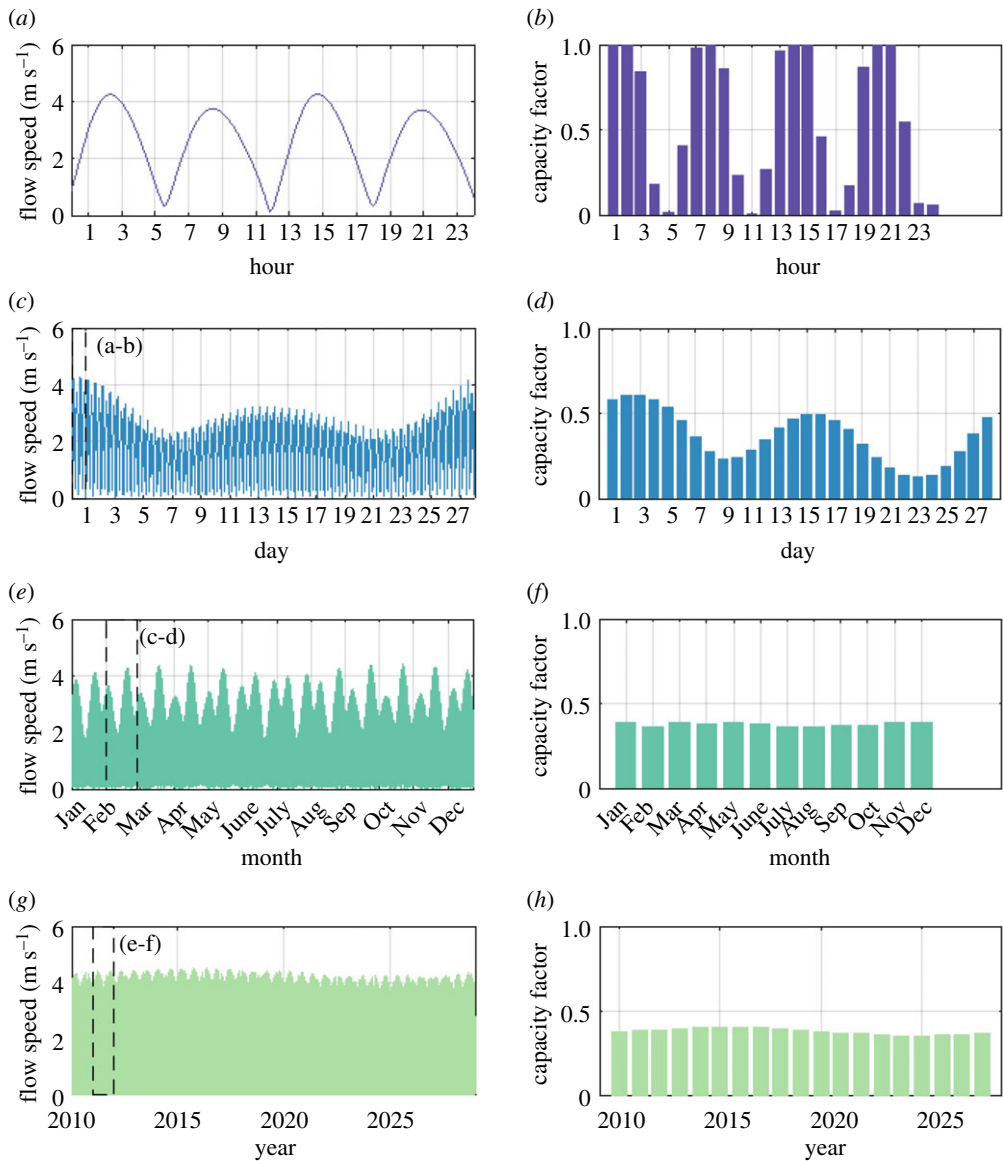 (a)
(b)
flow speed (m s⁻¹)
6
4
2
0
1 3 5 7 9 11 13 15 17 19 21 23
hour
capacity factor
1.0
0.5
0
1 3 5 7 9 11 13 15 17 19 21 23
hour
(c)
(d)
flow speed (m s⁻¹)
6
4
2
0
(a-b)
1 3 5 7 9 11 13 15 17 19 21 23 25 27
day
capacity factor
1.0
0.5
0
1 3 5 7 9 11 13 15 17 19 21 23 25 27
day
(e)
(f)
flow speed (m s⁻¹)
6
4
2
0
(c-d)
Jan Feb Mar Apr May June July Aug Sep Oct Nov Dec
month
capacity factor
1.0
0.5
0
Jan Feb Mar Apr May June July Aug Sep Oct Nov Dec
month
(g)
(h)
flow speed (m s⁻¹)
6
4
2
0
(e-f)
2010 2015 2020 2025
year
capacity factor
1.0
0.5
0
2010 2015 2020 2025
year